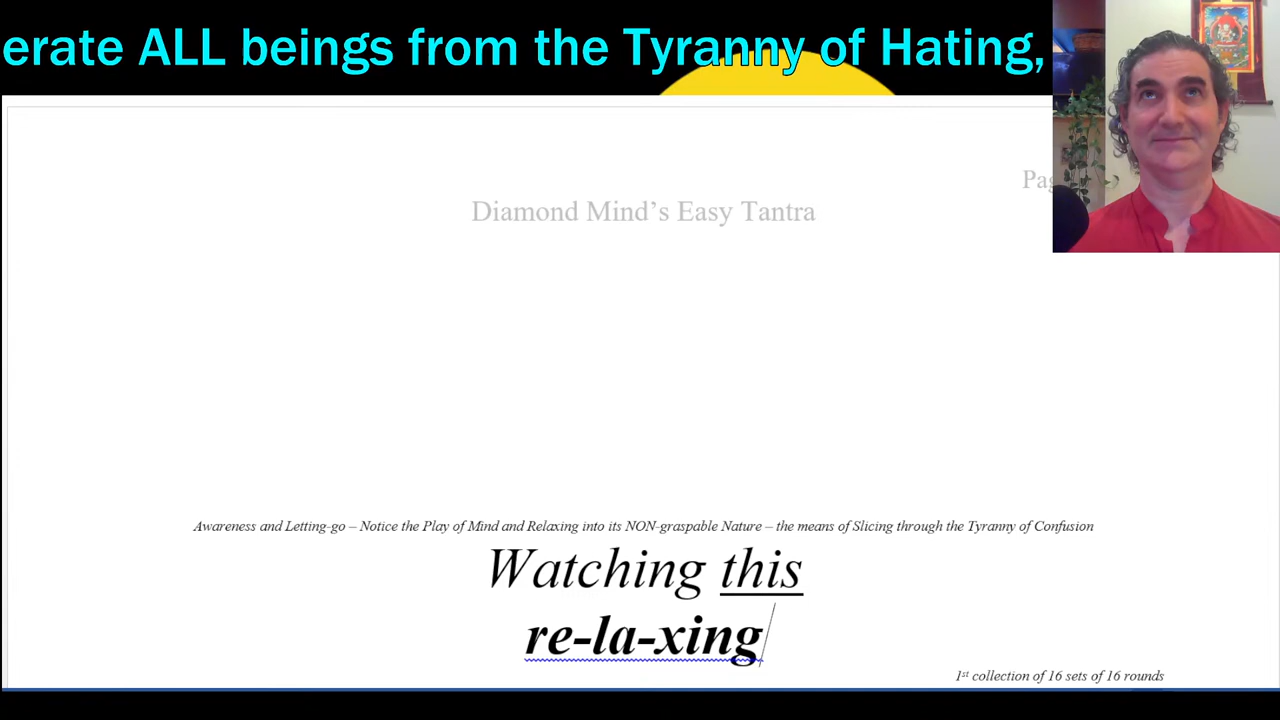 erate ALL beings from the Tyranny of Hating,
Diamond Mind's Easy Tantra
Awareness and Letting-go – Notice the Play of Mind and Relaxing into its NON-graspable Nature – the means of Slicing through the Tyranny of Confusion
Watching this
re-la-xing
1st collection of 16 sets of 16 rounds